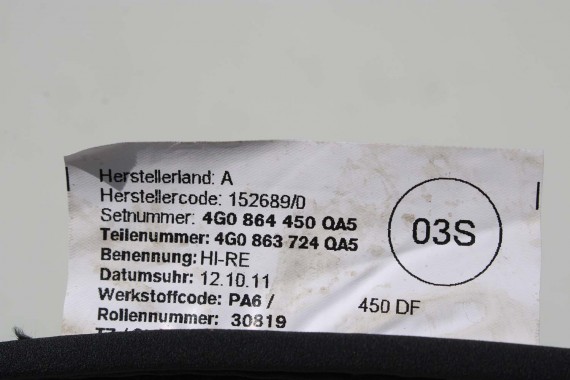 Herstellerland: A
Herstellercode: 152689/0
Setnummer: 4G0 864 450 QA5
Teilenummer: 4G0 863 724 QA5
Benennung: HI-RE
Datumsuhr: 12.10.11
Werkstoffcode: PA6 /
Rollennummer: 30819
03S
450 DF